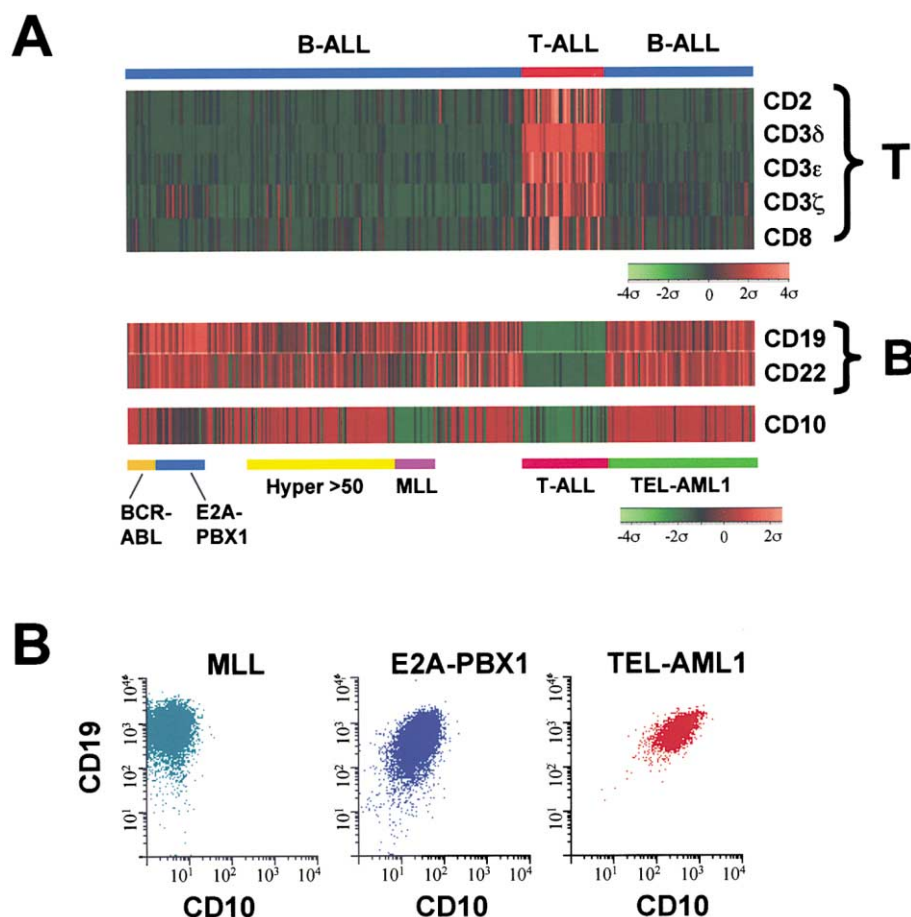 A
B-ALL T-ALL B-ALL
CD2
CD3δ
CD3ε
CD3ζ
CD8
T
-4σ -2σ 0 2σ 4σ
CD19
CD22
B
CD10
Hyper >50 MLL T-ALL TEL-AML1
BCR-ABL
E2A-PBX1
-4σ -2σ 0 2σ
B
MLL E2A-PBX1 TEL-AML1
CD19
10⁴ 10³ 10² 10¹
10¹ 10² 10³ 10⁴
CD10
10⁴ 10³ 10² 10¹
10¹ 10² 10³ 10⁴
CD10
10⁴ 10³ 10² 10¹
10¹ 10² 10³ 10⁴
CD10